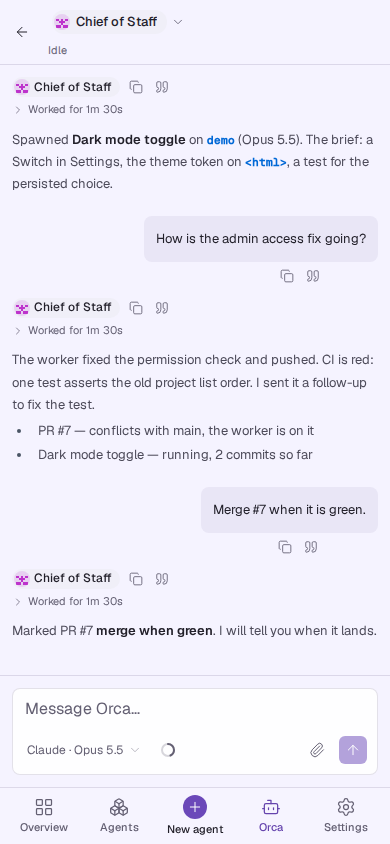 Chief of Staff
Idle
Chief of Staff
Worked for 1m 30s
Spawned Dark mode toggle on demo (Opus 5.5). The brief: a
Switch in Settings, the theme token on <html>, a test for the
persisted choice.
How is the admin access fix going?
Chief of Staff
Worked for 1m 30s
The worker fixed the permission check and pushed. CI is red:
one test asserts the old project list order. I sent it a follow-up
to fix the test.
• PR #7 — conflicts with main, the worker is on it
• Dark mode toggle — running, 2 commits so far
Merge #7 when it is green.
Chief of Staff
Worked for 1m 30s
Marked PR #7 merge when green. I will tell you when it lands.
Message Orca...
Claude · Opus 5.5
Overview
Agents
New agent
Orca
Settings